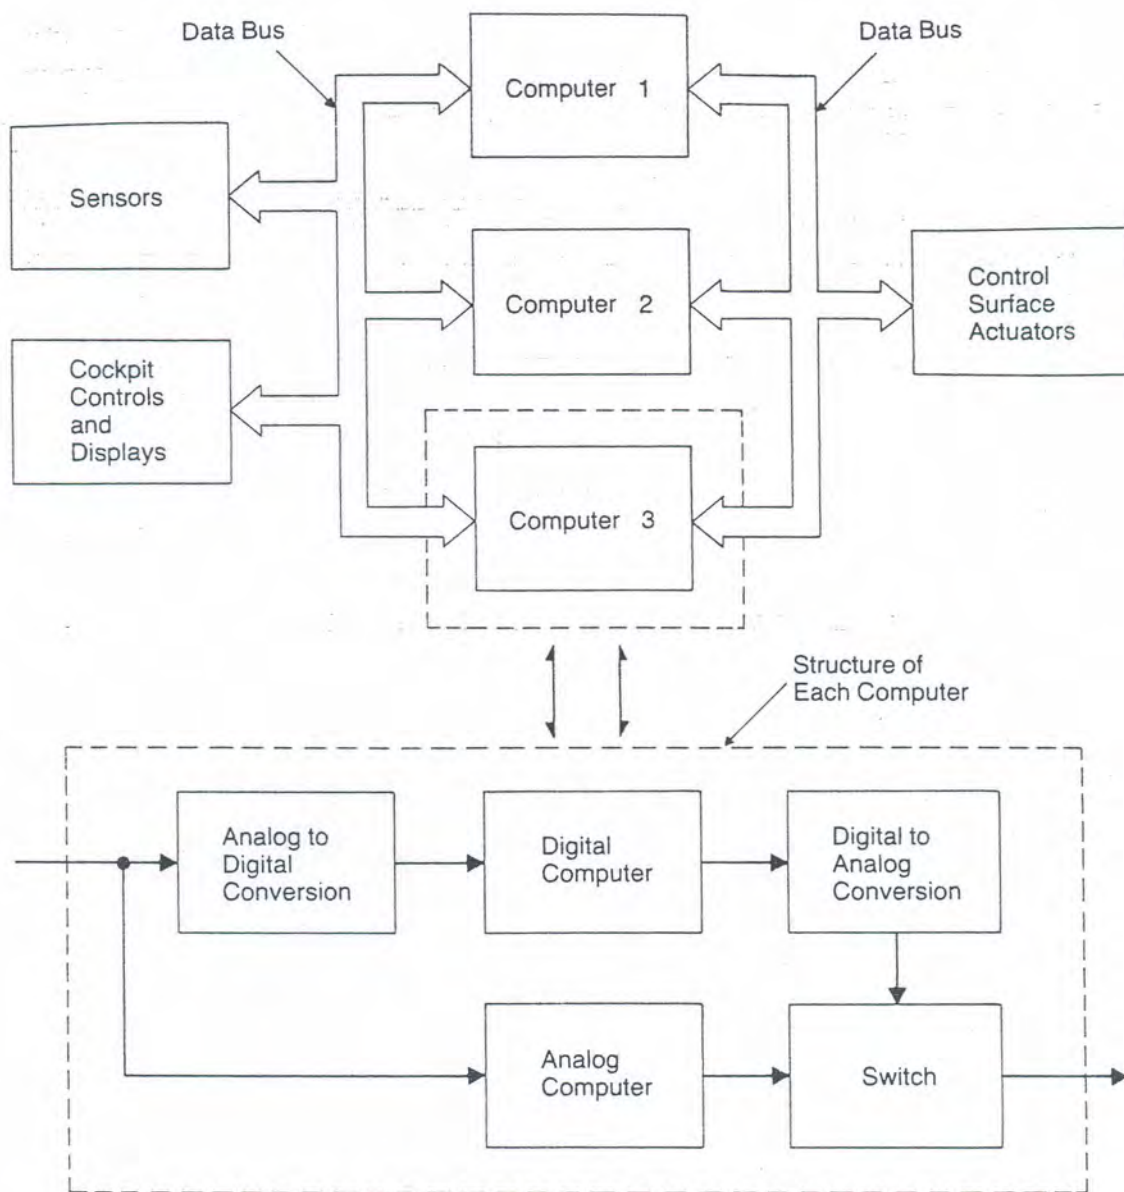 Data Bus
Data Bus
Computer 1
Sensors
Computer 2
Control
Surface
Actuators
Cockpit
Controls
and
Displays
Computer 3
Structure of
Each Computer
Analog to
Digital
Conversion
Digital
Computer
Digital to
Analog
Conversion
Analog
Computer
Switch